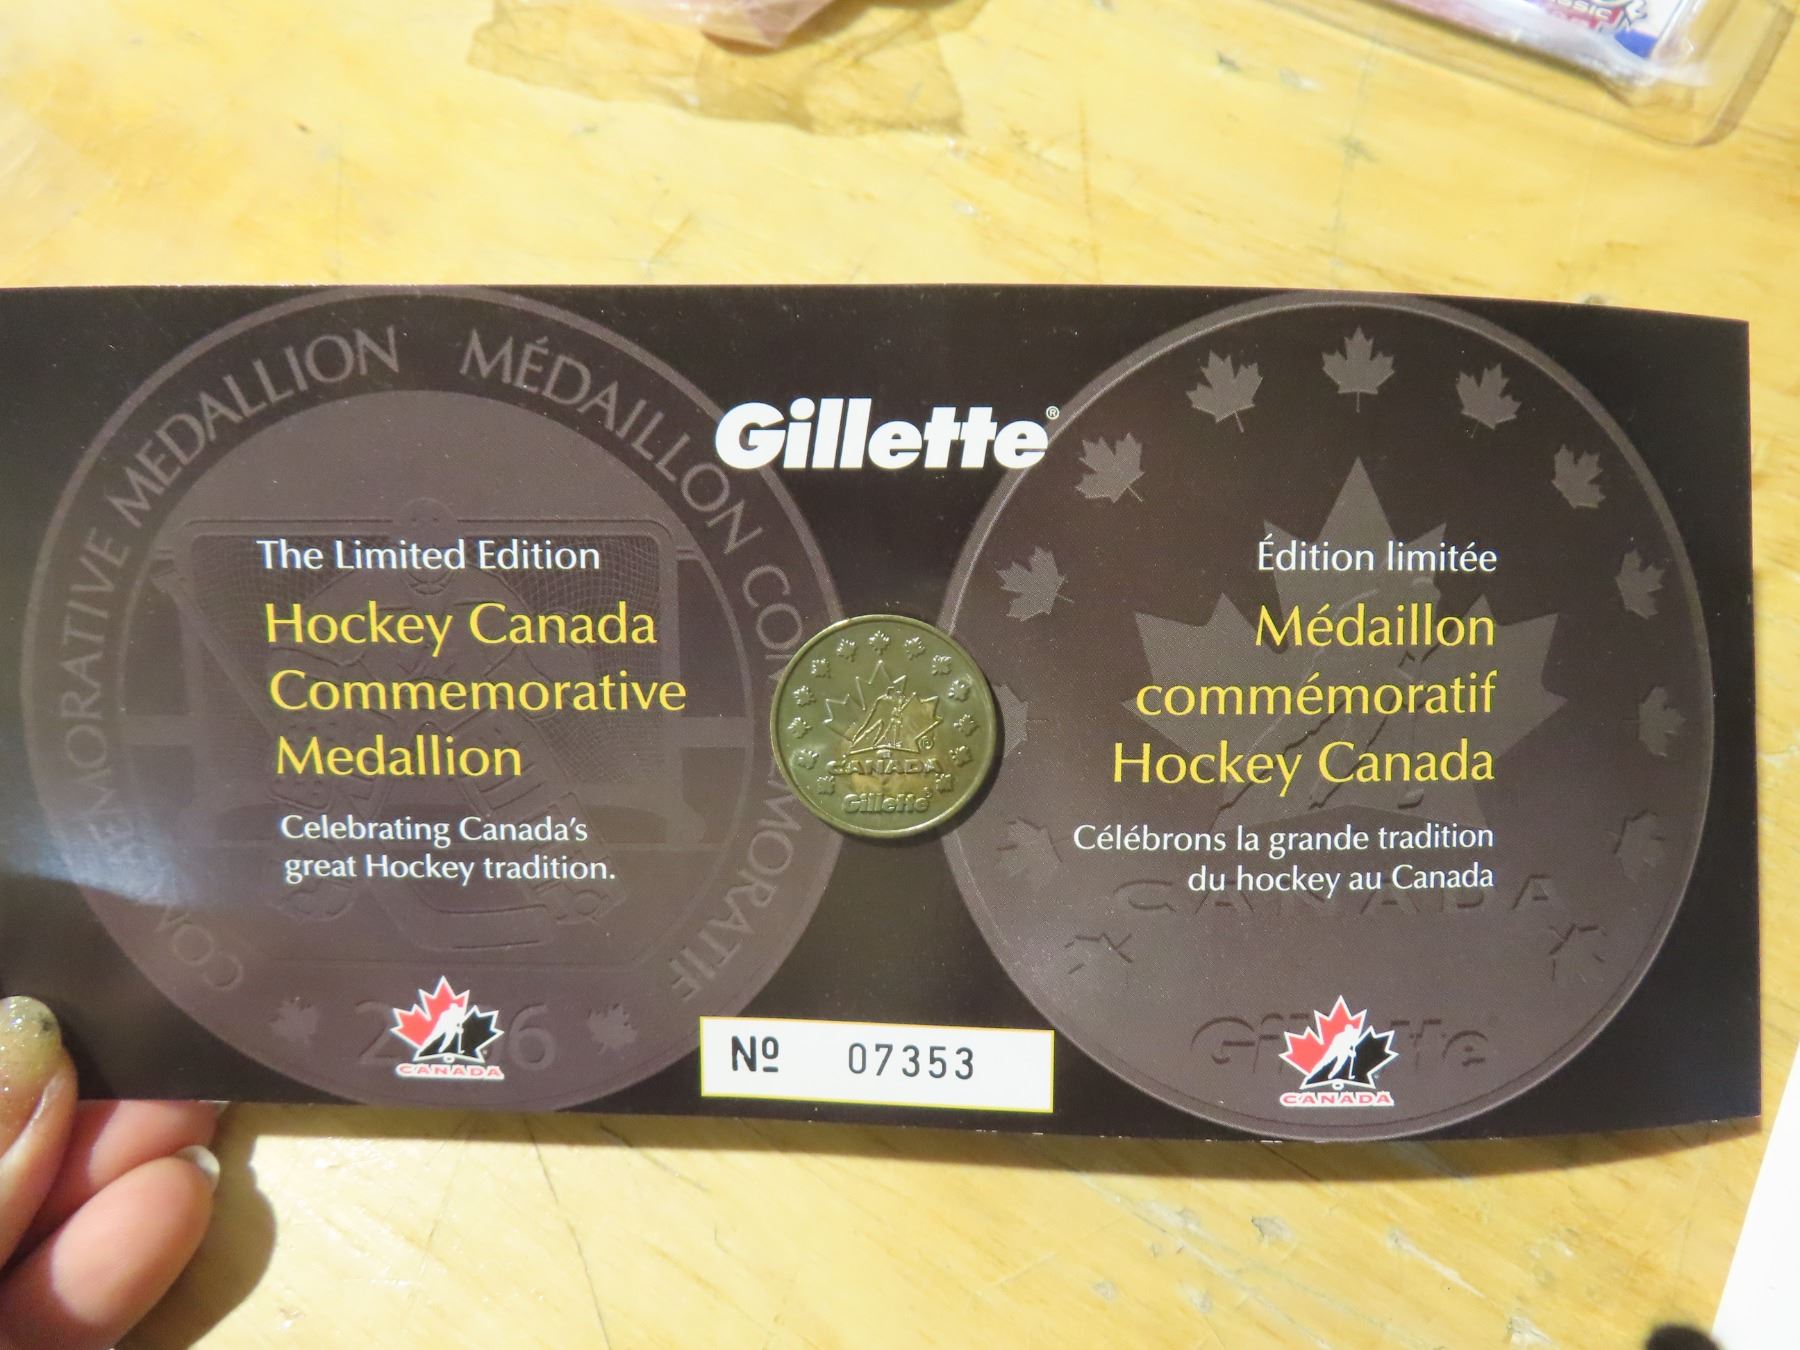 COMMEMORATIVE MEDALLION MÉDAILLON COMMÉMORATIF
Gillette®
The Limited Edition
Hockey Canada
Commemorative
Medallion
Celebrating Canada's
great Hockey tradition.
CANADA
Gillette
Édition limitée
Médaillon
commémoratif
Hockey Canada
Célébrons la grande tradition
du hockey au Canada
CANADA
Gillette
CANADA
Nº 07353
CANADA